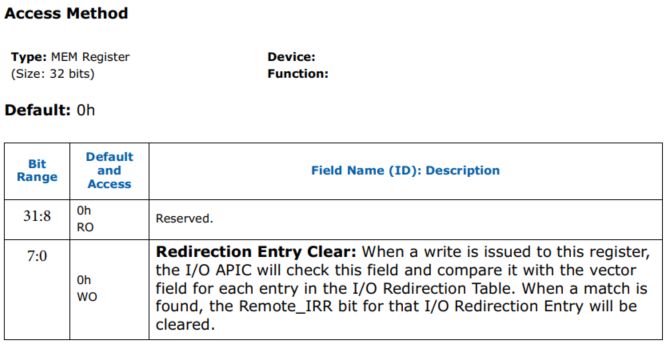 Access Method
Type: MEM Register
(Size: 32 bits)
Device:
Function:
Default: 0h
Bit
Range
Default
and
Access
Field Name (ID): Description
31:8
0h
RO
Reserved.
7:0
0h
WO
Redirection Entry Clear: When a write is issued to this register,
the I/O APIC will check this field and compare it with the vector
field for each entry in the I/O Redirection Table. When a match is
found, the Remote_IRR bit for that I/O Redirection Entry will be
cleared.